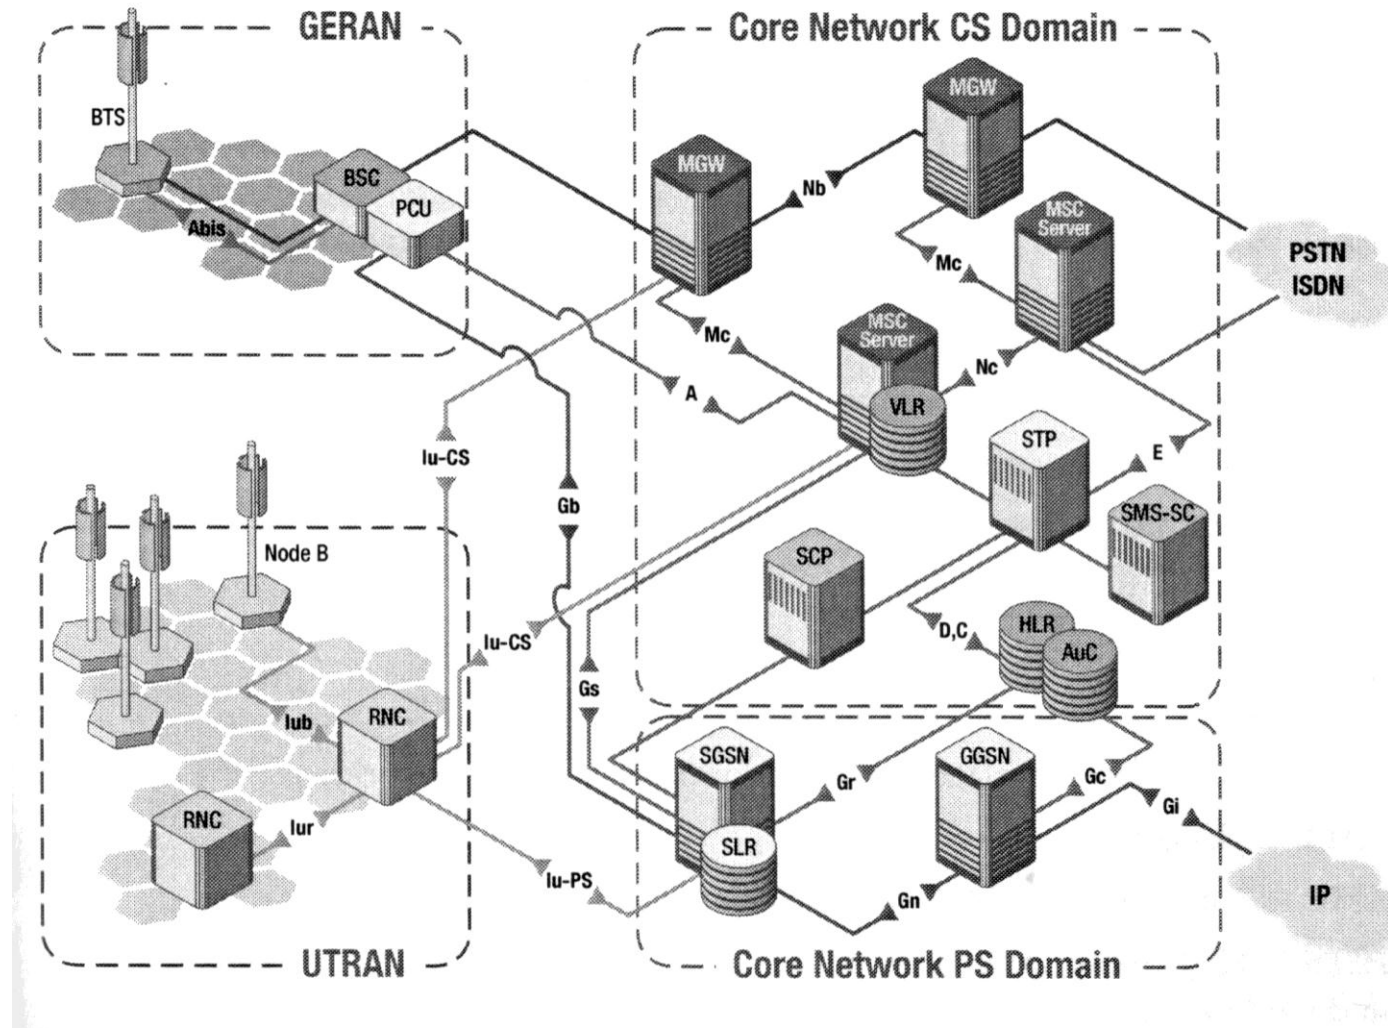 GERAN
Core Network CS Domain
MGW
BTS
MGW
BSC
Nb
PCU
MSC
Server
Abis
PSTN
ISDN
Mc
MSC
Server
Mc
Nc
A
VLR
STP
E
Iu-CS
Gb
SMS-SC
Node B
SCP
HLR
D,C
Iu-CS
AuC
Gs
RNC
Iub
SGSN
GGSN
Gr
Gc
Gi
RNC
Iur
SLR
Iu-PS
IP
Gn
UTRAN
Core Network PS Domain